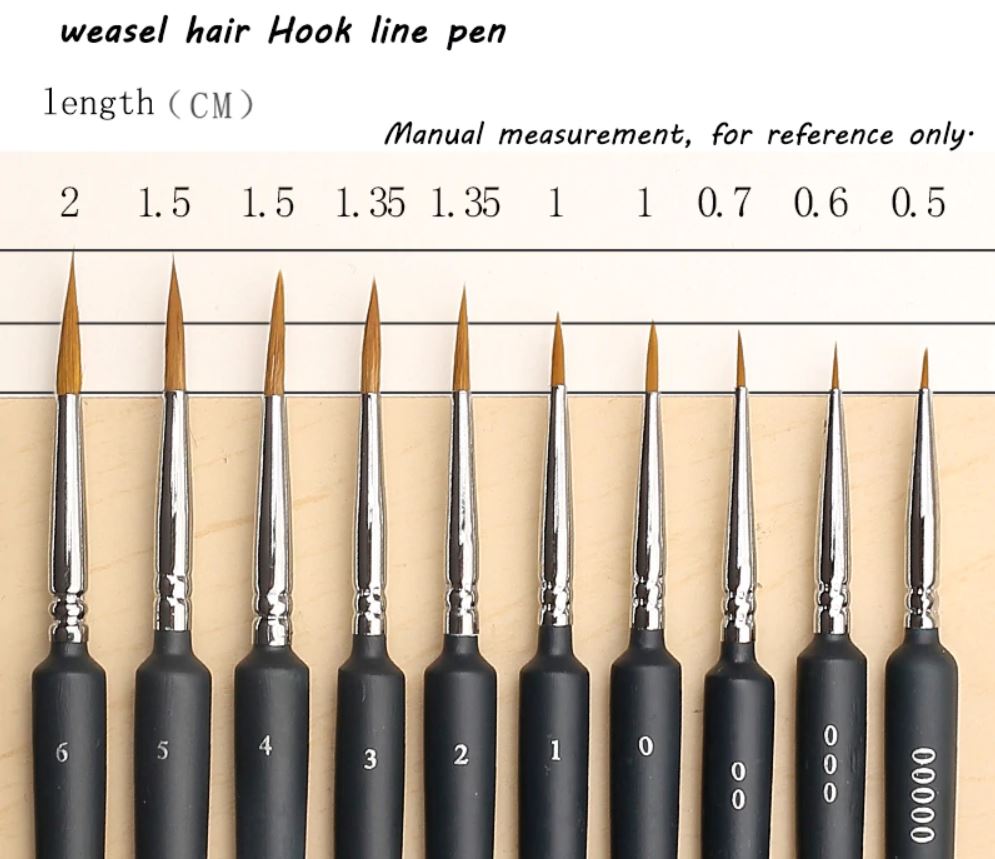 weasel hair Hook line pen
length (CM)
Manual measurement, for reference only.
2 1.5 1.5 1.35 1.35 1 1 0.7 0.6 0.5
6 5 4 3 2 1 0 00 000 00000